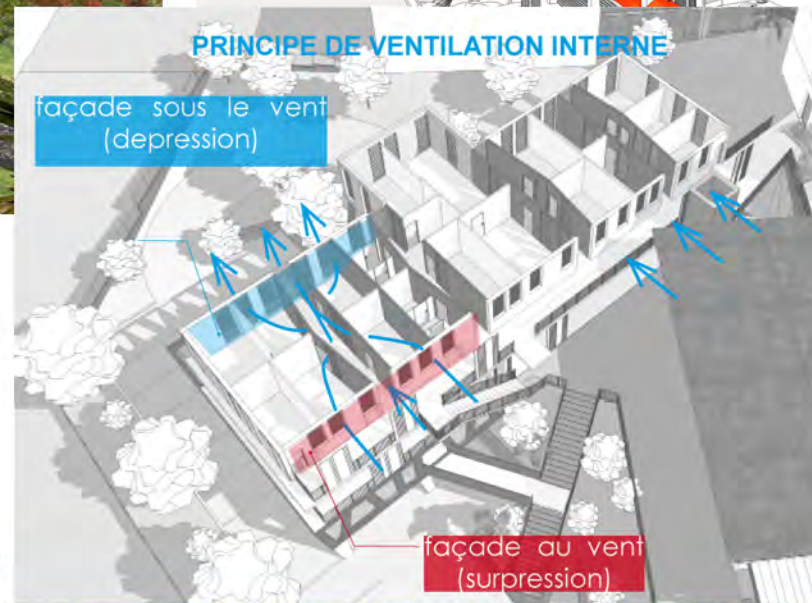 PRINCIPE DE VENTILATION INTERNE
façade sous le vent
(depression)
façade au vent
(surpression)